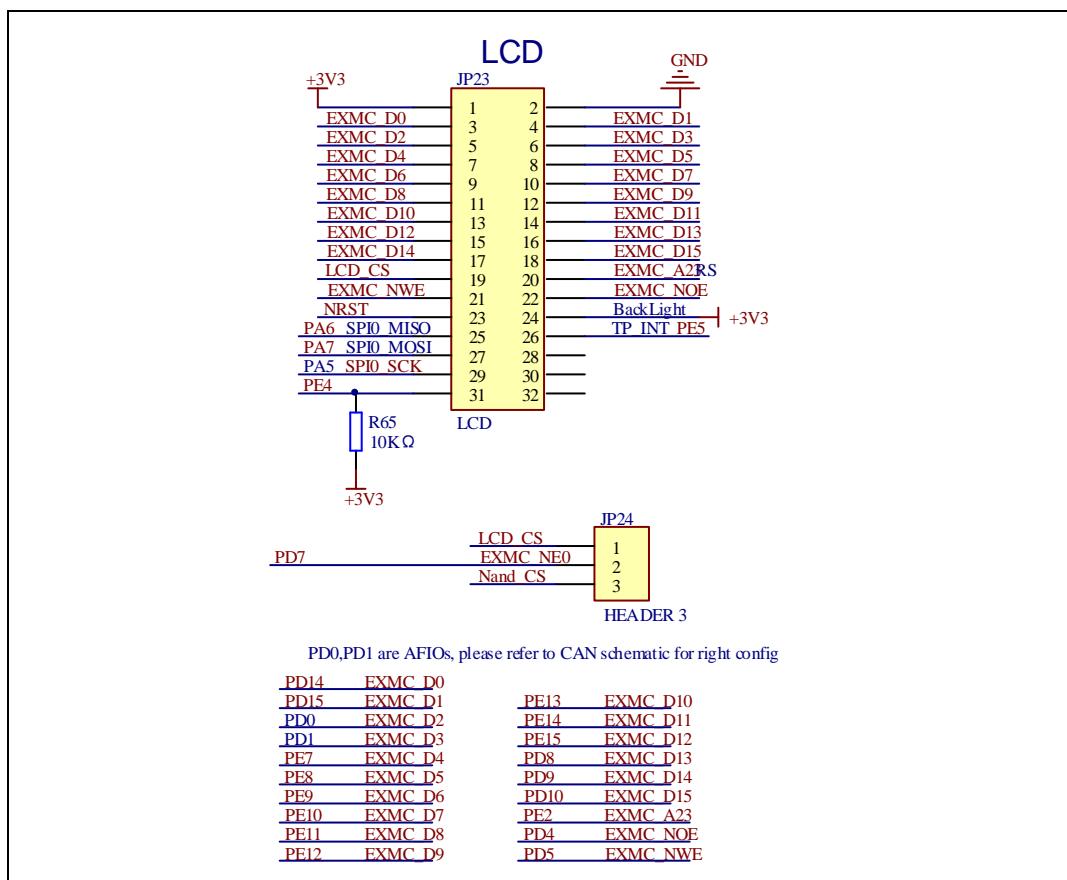 LCD
GND
+3V3 JP23
1 2
EXMC_D0 3 4 EXMC_D1
EXMC_D2 5 6 EXMC_D3
EXMC_D4 7 8 EXMC_D5
EXMC_D6 9 10 EXMC_D7
EXMC_D8 11 12 EXMC_D9
EXMC_D10 13 14 EXMC_D11
EXMC_D12 15 16 EXMC_D13
EXMC_D14 17 18 EXMC_D15
LCD_CS 19 20 EXMC_A23 RS
EXMC_NWE 21 22 EXMC_NOE
NRST 23 24 BackLight +3V3
PA6 SPI0_MISO 25 26 TP_INT PE5
PA7 SPI0_MOSI 27 28
PA5 SPI0_SCK 29 30
PE4 31 32
R65 LCD
10KΩ
+3V3
JP24
LCD_CS 1
PD7 EXMC_NE0 2
Nand_CS 3
HEADER 3
PD0,PD1 are AFIOs, please refer to CAN schematic for right config
PD14 EXMC_D0
PD15 EXMC_D1
PD0 EXMC_D2
PD1 EXMC_D3
PE7 EXMC_D4
PE8 EXMC_D5
PE9 EXMC_D6
PE10 EXMC_D7
PE11 EXMC_D8
PE12 EXMC_D9
PE13 EXMC_D10
PE14 EXMC_D11
PE15 EXMC_D12
PD8 EXMC_D13
PD9 EXMC_D14
PD10 EXMC_D15
PE2 EXMC_A23
PD4 EXMC_NOE
PD5 EXMC_NWE